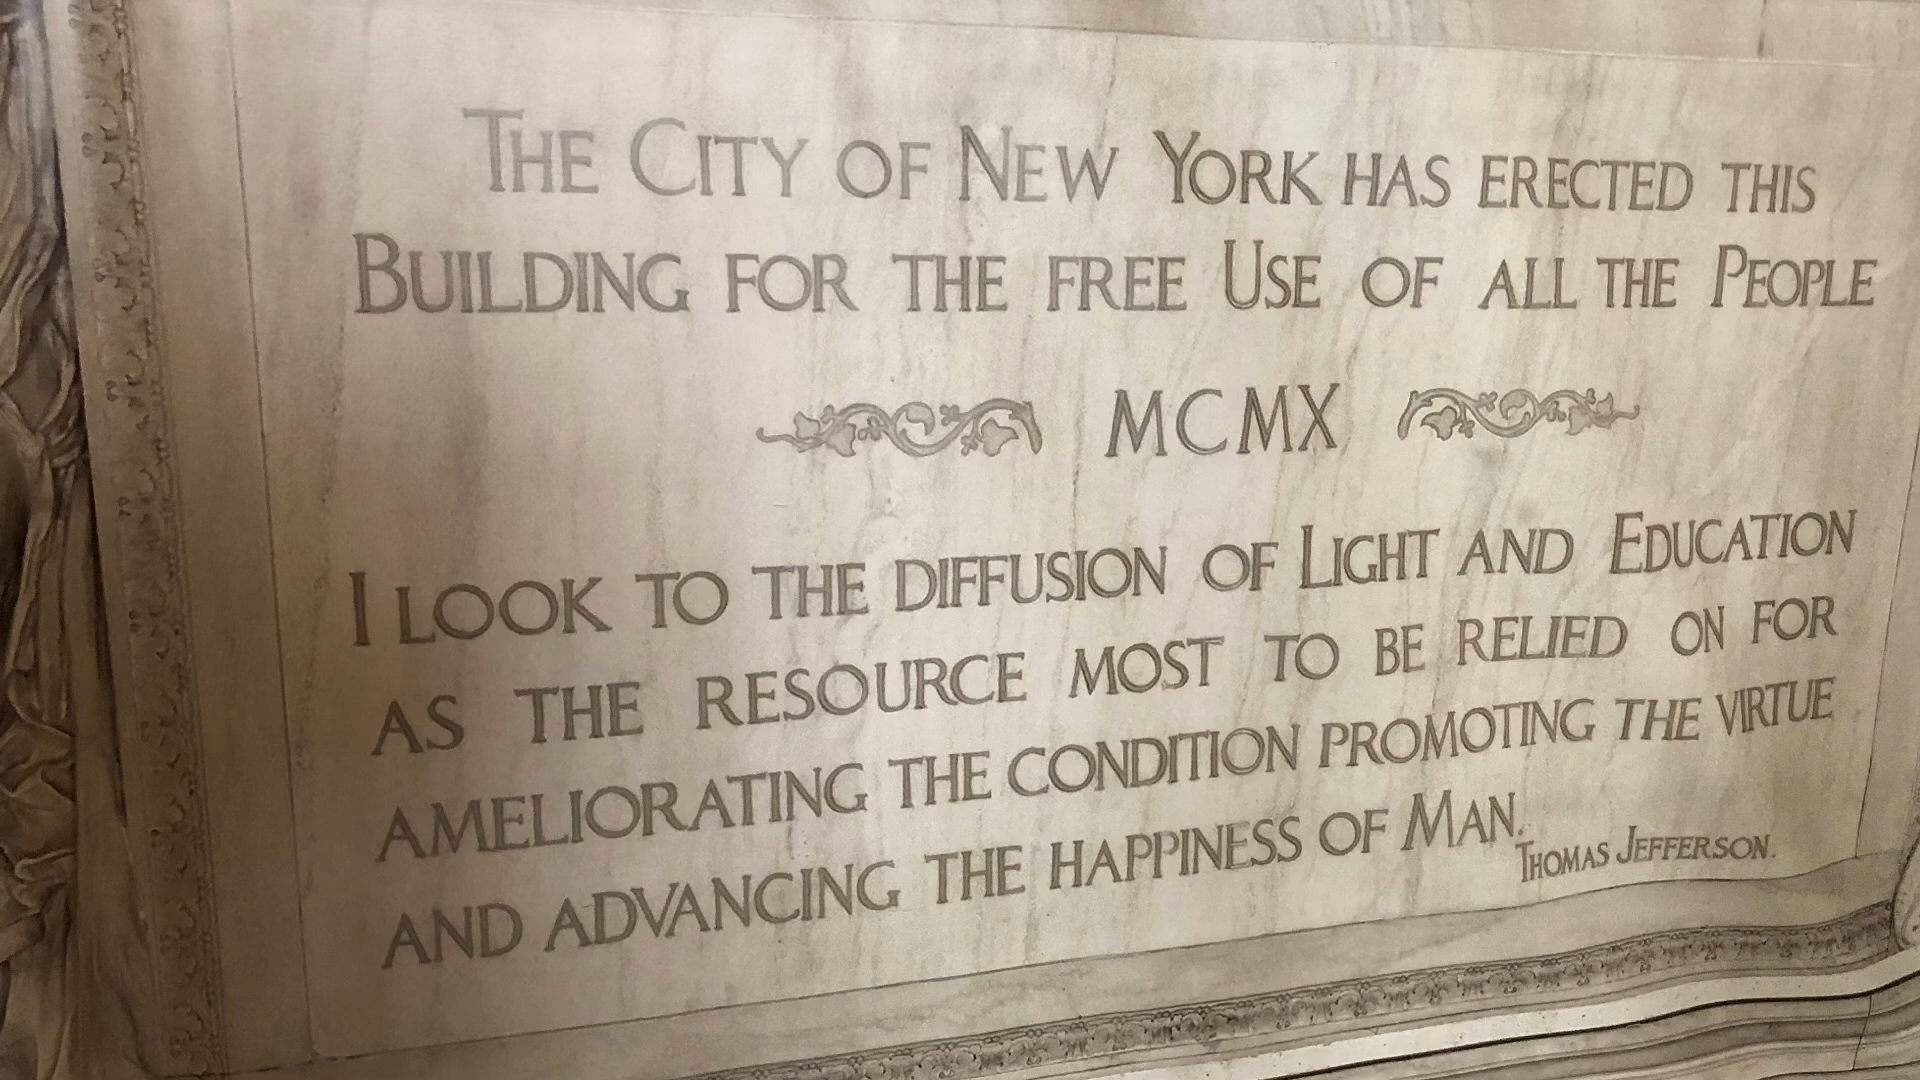 The City of New York has erected this
Building for the free Use of all the People
MCMX
I look to the diffusion of Light and Education
as the resource most to be relied on for
ameliorating the condition promoting the virtue
and advancing the happiness of Man.
Thomas Jefferson.